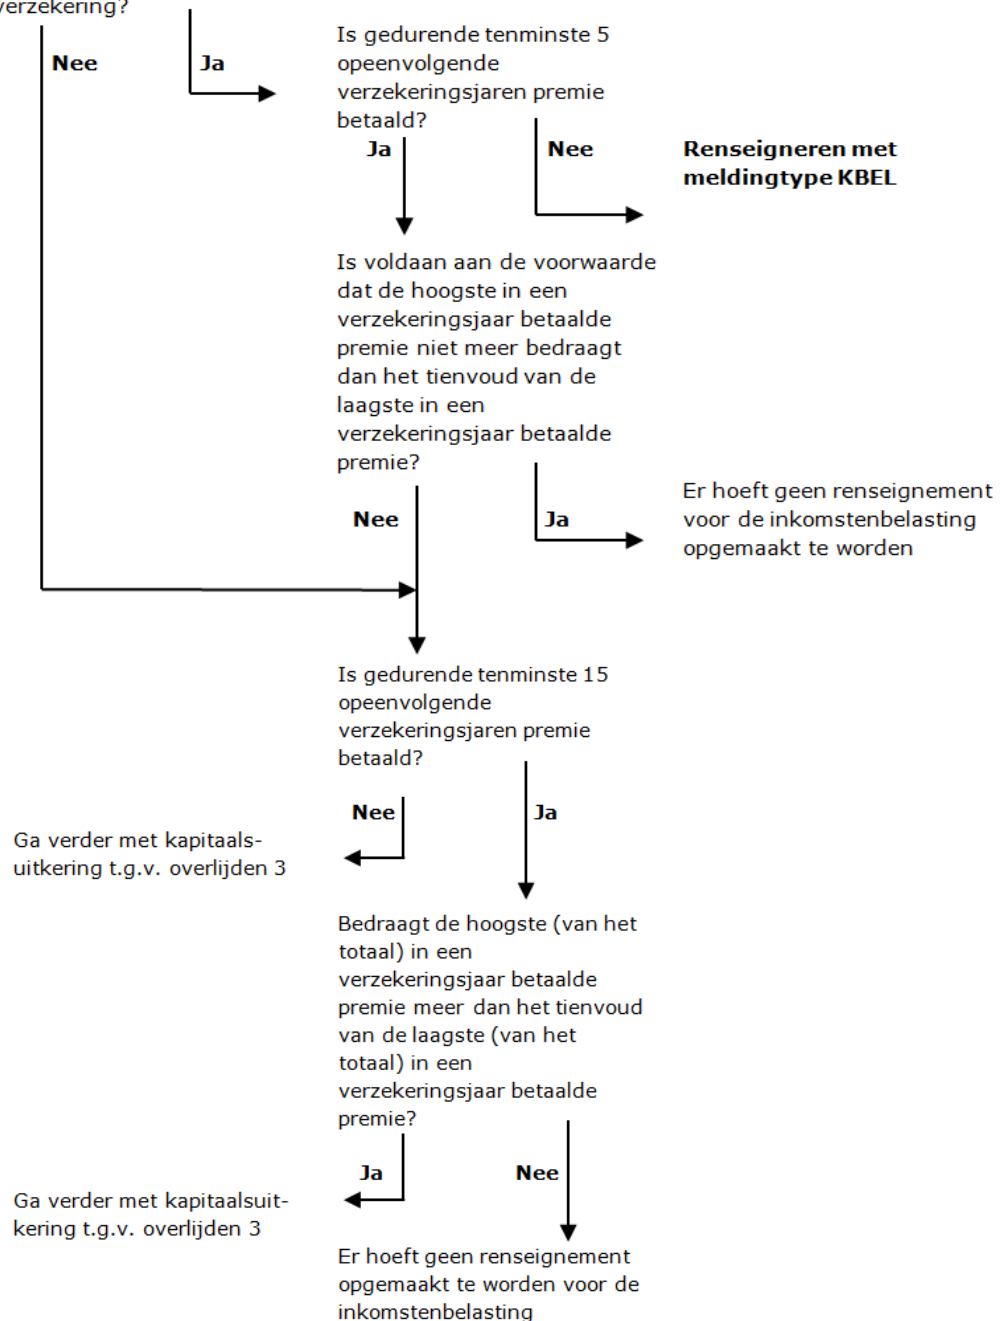 verzekering?
Nee
Ja
Is gedurende tenminste 5
opeenvolgende
verzekeringsjaren premie
betaald?
Ja
Nee
Renseigneren met
meldingtype KBEL
Is voldaan aan de voorwaarde
dat de hoogste in een
verzekeringsjaar betaalde
premie niet meer bedraagt
dan het tienvoud van de
laagste in een
verzekeringsjaar betaalde
premie?
Nee
Ja
Er hoeft geen renseignement
voor de inkomstenbelasting
opgemaakt te worden
Is gedurende tenminste 15
opeenvolgende
verzekeringsjaren premie
betaald?
Nee
Ja
Ga verder met kapitaals-
uitkering t.g.v. overlijden 3
Bedraagt de hoogste (van het
totaal) in een
verzekeringsjaar betaalde
premie meer dan het tienvoud
van de laagste (van het
totaal) in een
verzekeringsjaar betaalde
premie?
Ja
Nee
Ga verder met kapitaalsuit-
kering t.g.v. overlijden 3
Er hoeft geen renseignement
opgemaakt te worden voor de
inkomstenbelasting